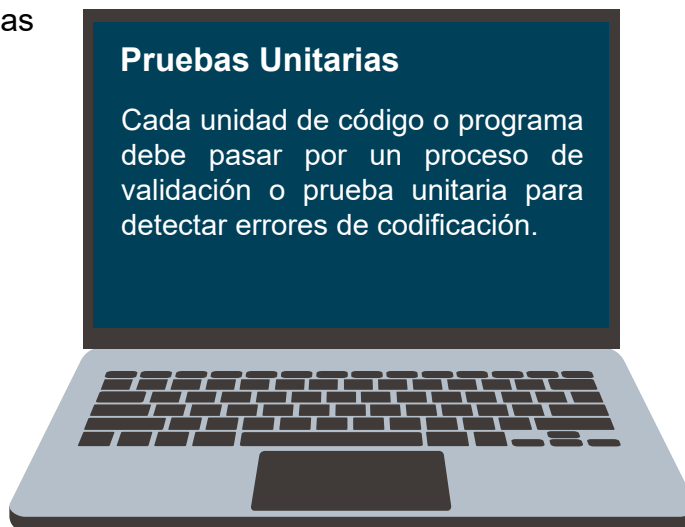 as
Pruebas Unitarias
Cada unidad de código o programa
debe pasar por un proceso de
validación o prueba unitaria para
detectar errores de codificación.